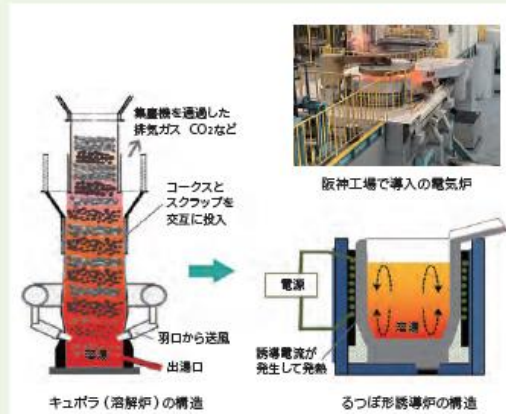 集塵機を通過した
排気ガス CO₂など
コークスと
スクラップを
交互に投入
羽口から送風
溶湯
出湯口
キュポラ（溶解炉）の構造
阪神工場で導入の電気炉
電源
溶湯
誘導電流が
発生して発熱
るつぼ形誘導炉の構造